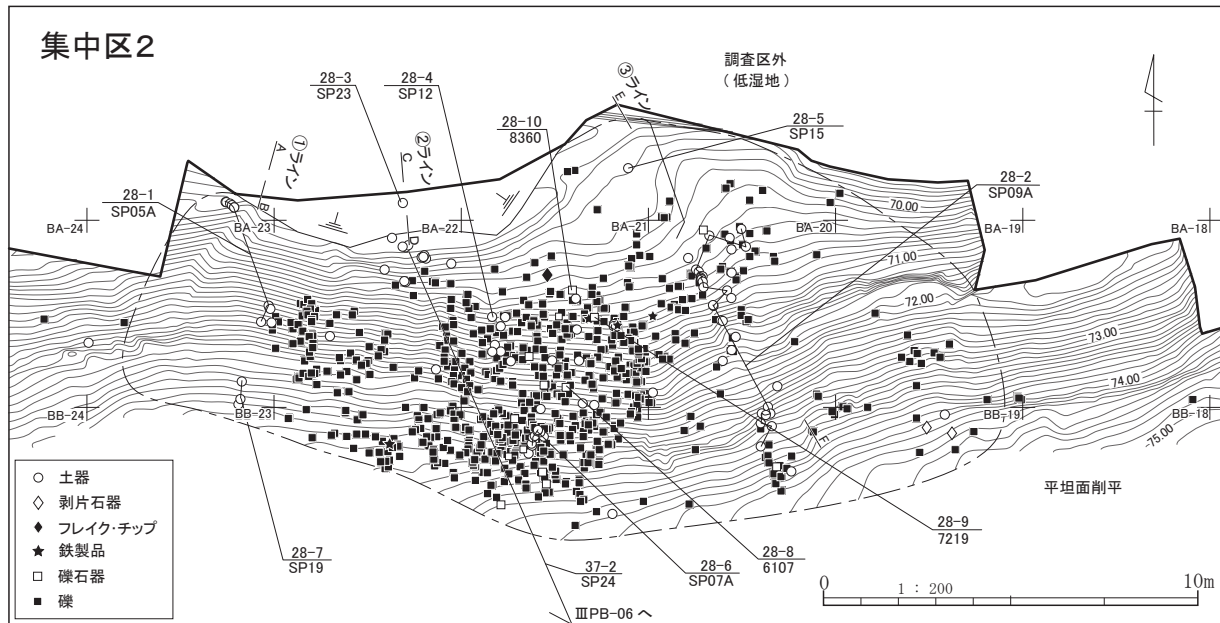 集中区2
調査区外
(低湿地)
28-3
SP23
28-4
SP12
28-10
8360
③ライン
E
28-5
SP15
①ライン
A
②ライン
C
28-1
SP05A
28-2
SP09A
B
D
BA-24
BA-23
BA-22
BA-21
BA-20
BA-19
BA-18
70.00
71.00
72.00
73.00
74.00
75.00
BB-24
BB-23
BB-19
BB-18
F
平坦面削平
○ 土器
◇ 剥片石器
◆ フレイク・チップ
★ 鉄製品
□ 礫石器
■ 礫
28-7
SP19
37-2
SP24
28-6
SP07A
28-8
6107
28-9
7219
ⅢPB-06 へ
0 1 : 200 10m